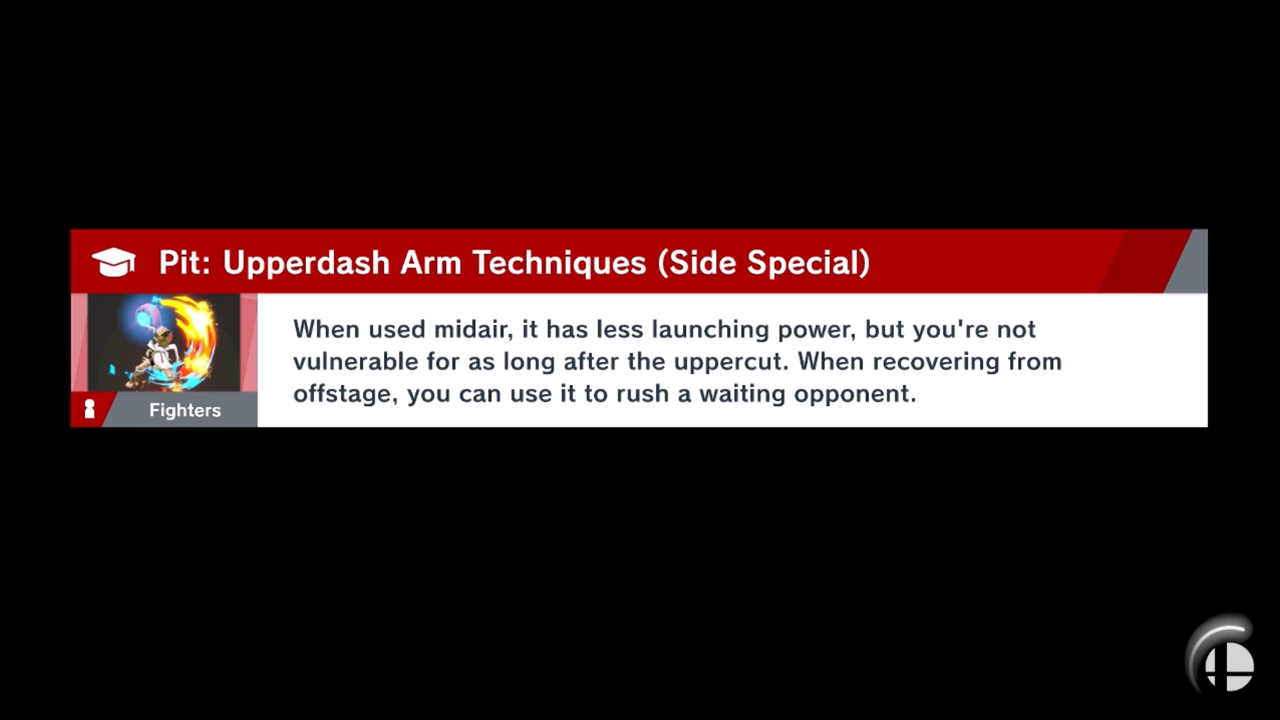 Pit: Upperdash Arm Techniques (Side Special)
When used midair, it has less launching power, but you're not
vulnerable for as long after the uppercut. When recovering from
offstage, you can use it to rush a waiting opponent.
Fighters